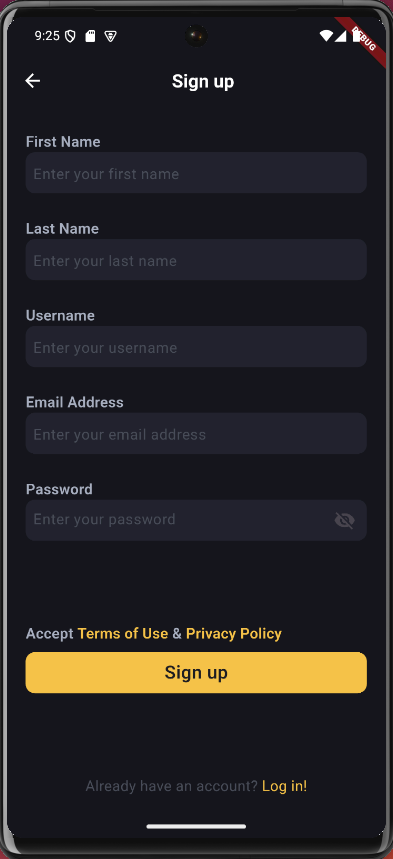 9:25
DEBUG
Sign up
First Name
Enter your first name
Last Name
Enter your last name
Username
Enter your username
Email Address
Enter your email address
Password
Enter your password
Accept Terms of Use & Privacy Policy
Sign up
Already have an account? Log in!